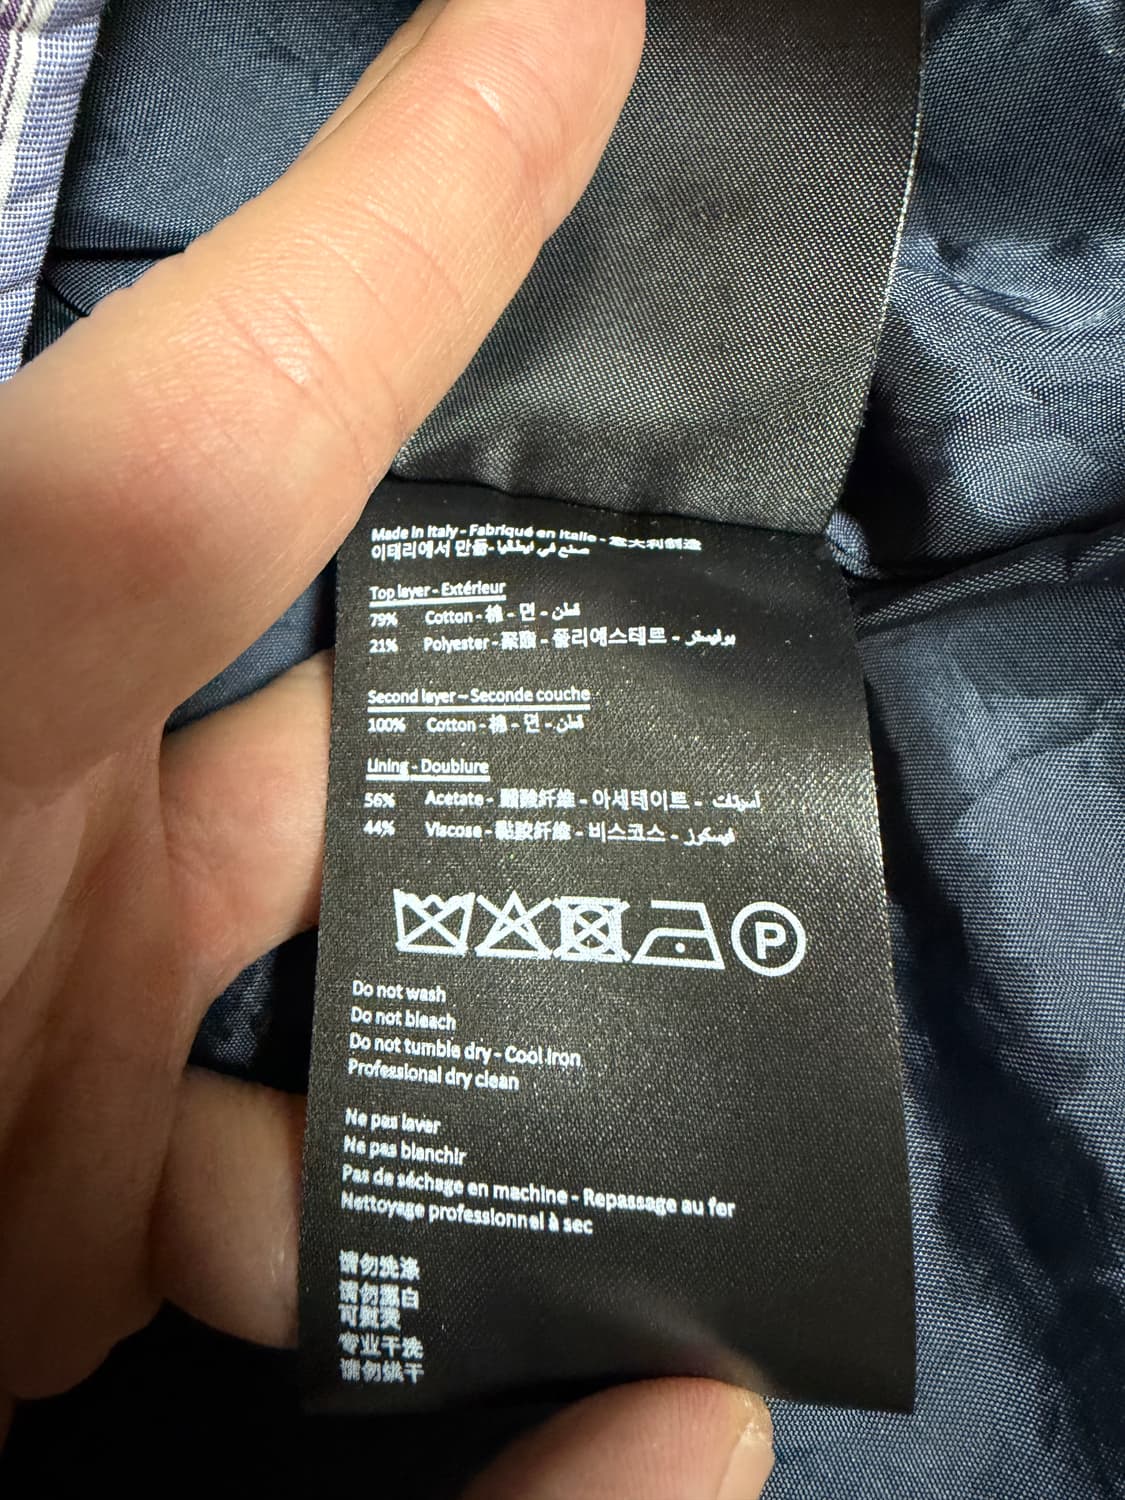 Made in Italy - Fabriqué en Italie - 意大利制造
이태리에서 만듦- صنع في ايطاليا
Top layer - Extérieur
79% Cotton - 棉 - 면 - قطن
21% Polyester - 聚酯 - 폴리에스테르 - بوليستر
Second layer – Seconde couche
100% Cotton - 棉 - 면 - قطن
Lining - Doublure
56% Acetate - 醋酸纤维 - 아세테이트 - أسيتات
44% Viscose - 黏胶纤维 - 비스코스 - فيسكوز
P
Do not wash
Do not bleach
Do not tumble dry - Cool iron
Professional dry clean
Ne pas laver
Ne pas blanchir
Pas de séchage en machine - Repassage au fer
Nettoyage professionnel à sec
请勿洗涤
请勿漂白
可熨烫
专业干洗
请勿烘干